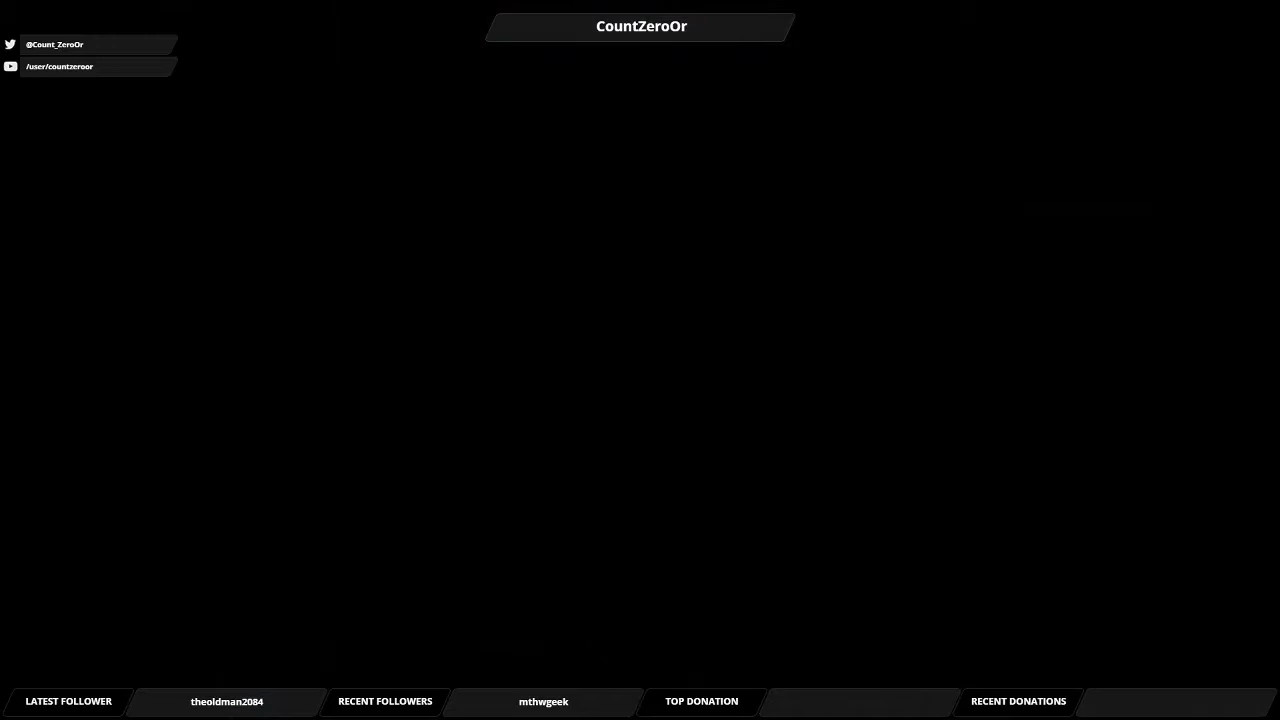 CountZeroOr
@Count_ZeroOr
/user/countzeroor
LATEST FOLLOWER theoldman2084 RECENT FOLLOWERS mthwgeek TOP DONATION RECENT DONATIONS